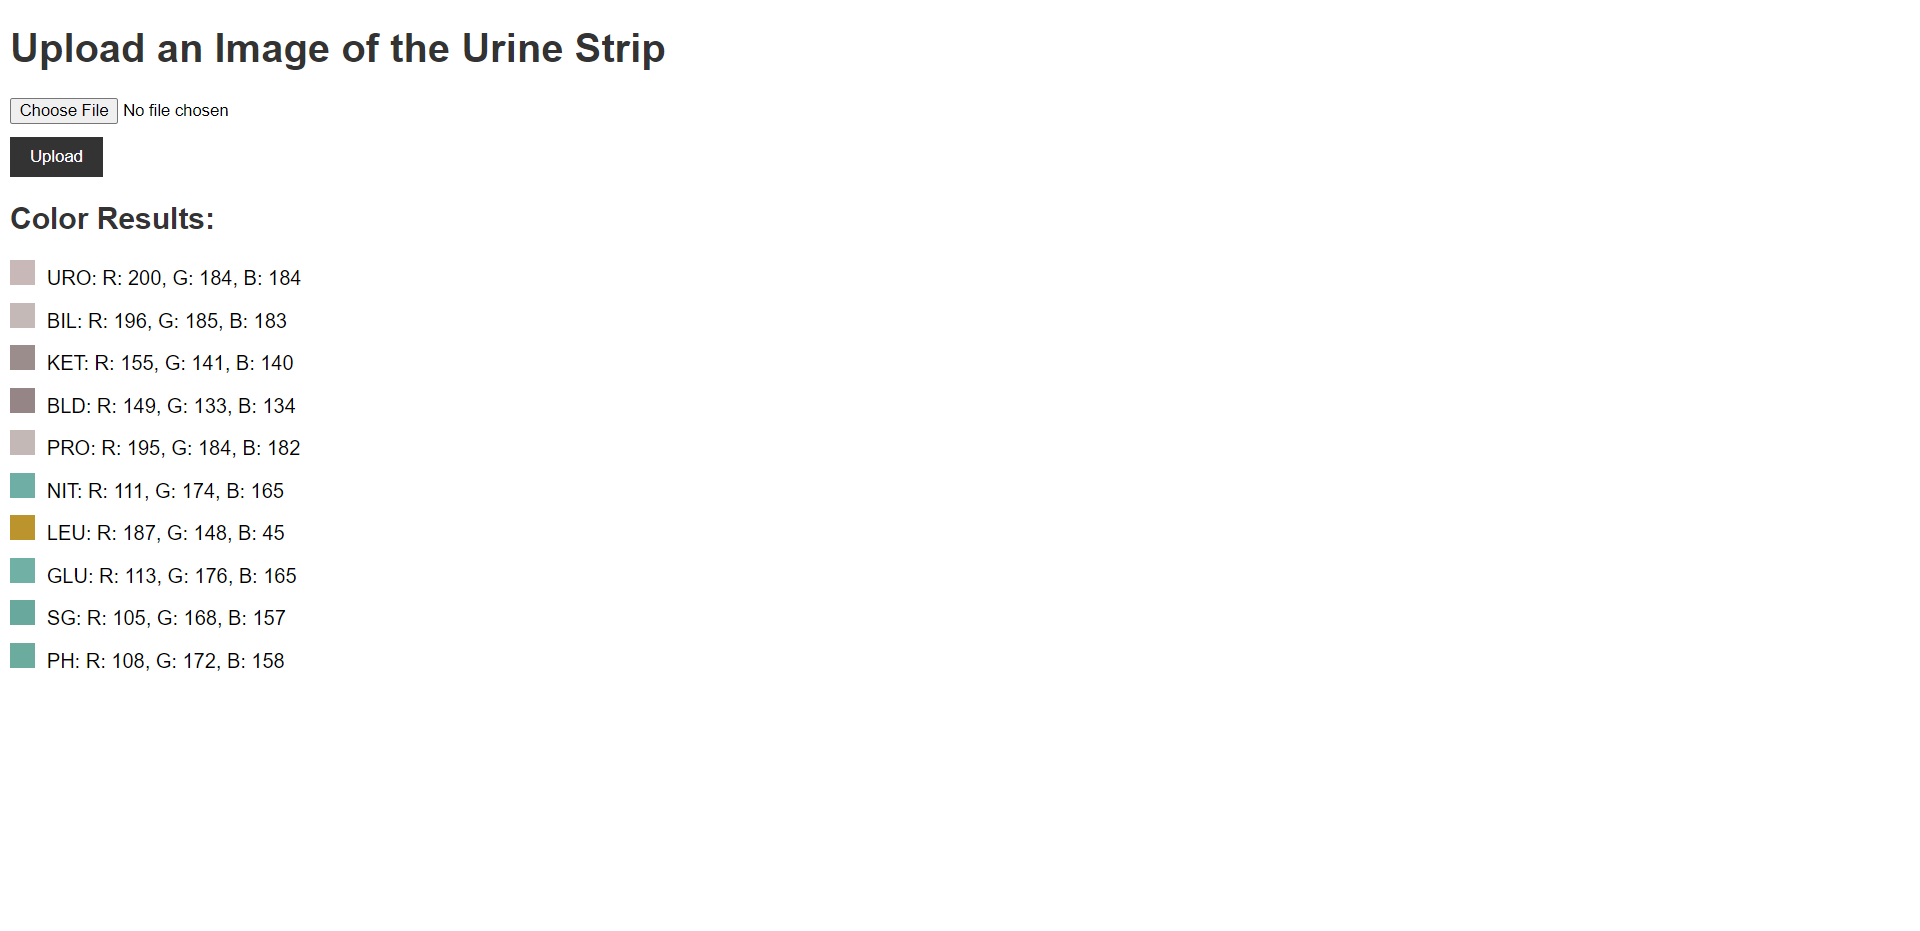 Upload an Image of the Urine Strip
Choose File No file chosen
Upload
Color Results:
URO: R: 200, G: 184, B: 184
BIL: R: 196, G: 185, B: 183
KET: R: 155, G: 141, B: 140
BLD: R: 149, G: 133, B: 134
PRO: R: 195, G: 184, B: 182
NIT: R: 111, G: 174, B: 165
LEU: R: 187, G: 148, B: 45
GLU: R: 113, G: 176, B: 165
SG: R: 105, G: 168, B: 157
PH: R: 108, G: 172, B: 158